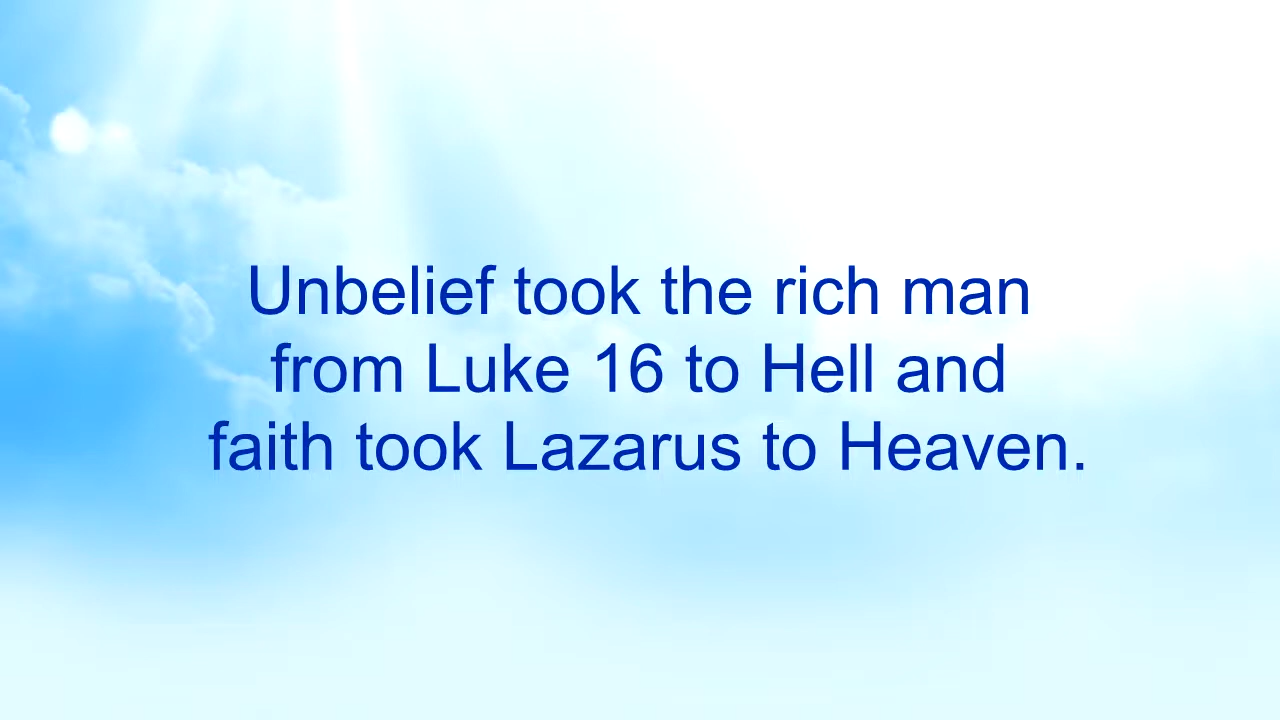 Unbelief took the rich man
from Luke 16 to Hell and
faith took Lazarus to Heaven.